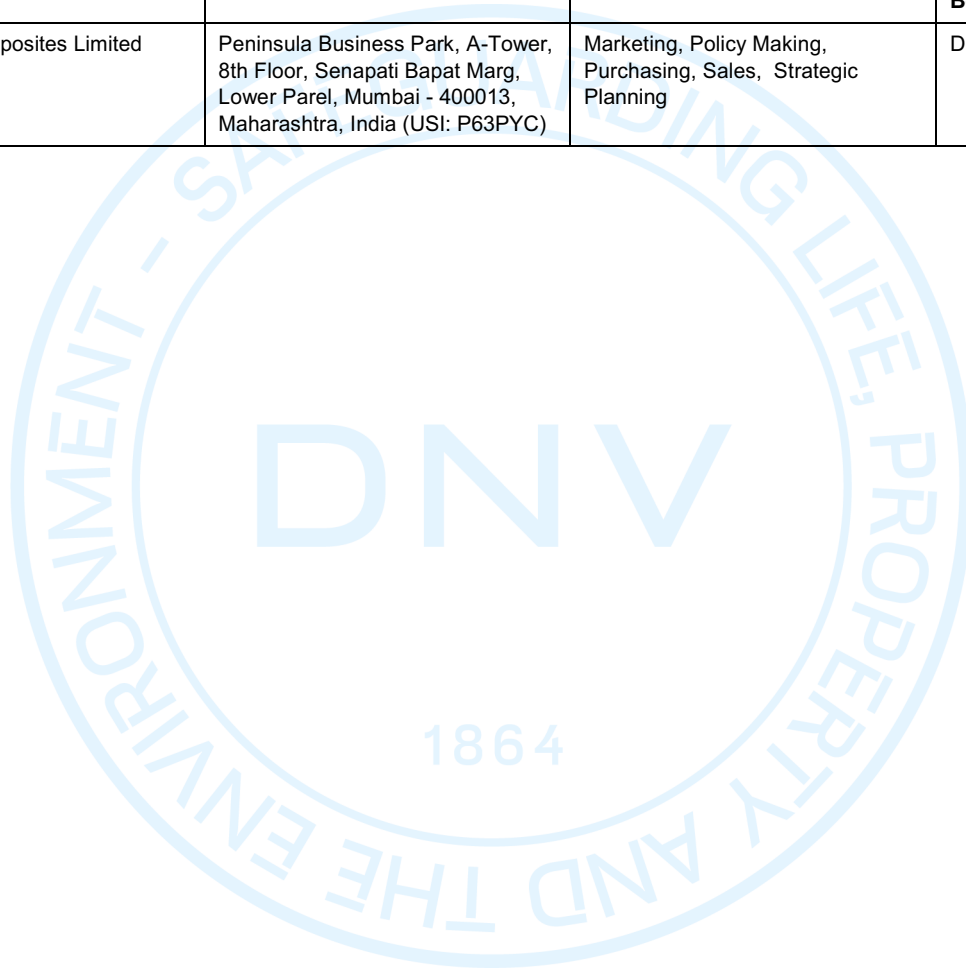 posites Limited
Peninsula Business Park, A-Tower,
8th Floor, Senapati Bapat Marg,
Lower Parel, Mumbai - 400013,
Maharashtra, India (USI: P63PYC)
Marketing, Policy Making,
Purchasing, Sales, Strategic
Planning
D
SAFEGUARDING LIFE, PROPERTY AND THE ENVIRONMENT -
DNV
1864